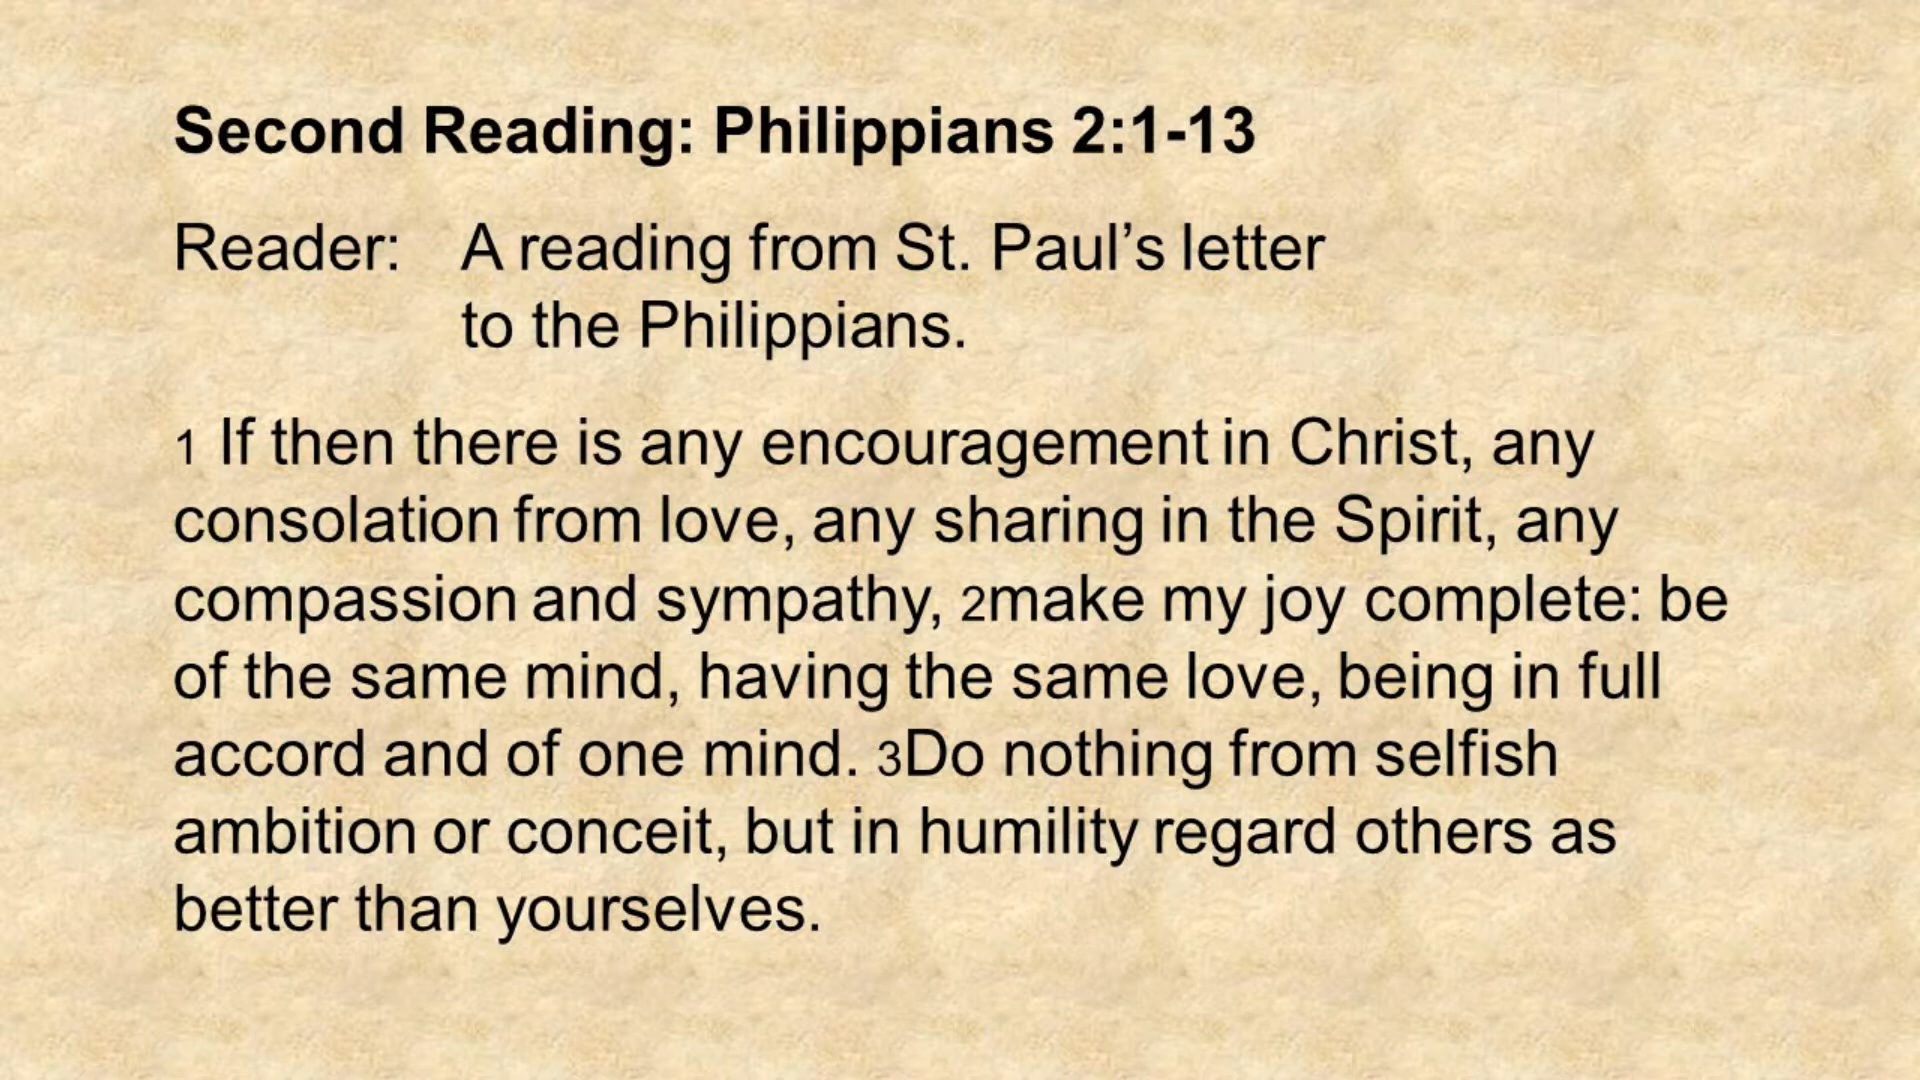 Second Reading: Philippians 2:1-13
Reader: A reading from St. Paul’s letter
to the Philippians.
1 If then there is any encouragement in Christ, any
consolation from love, any sharing in the Spirit, any
compassion and sympathy, 2make my joy complete: be
of the same mind, having the same love, being in full
accord and of one mind. 3Do nothing from selfish
ambition or conceit, but in humility regard others as
better than yourselves.